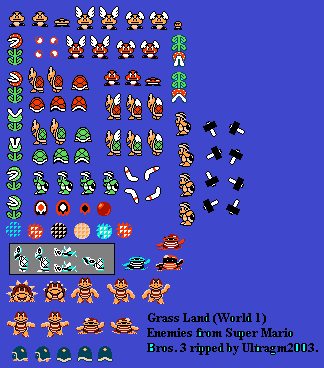 Grass Land (World 1)
Enemies from Super Mario
Bros. 3 ripped by Ultragm2003.